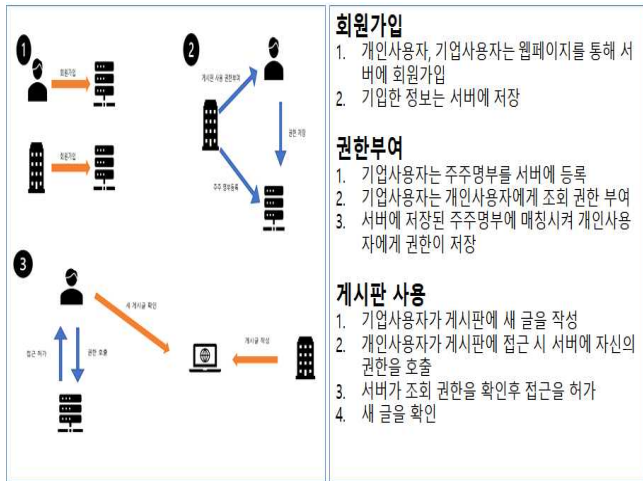 1
회원가입
회원가입
2
게시판 사용 권한부과
권한 저장
주주 명부등록
3
새 게시글 확인
접근 허가
권한 호출
게시글 작성
회원가입
1. 개인사용자, 기업사용자는 웹페이지를 통해 서
버에 회원가입
2. 기입한 정보는 서버에 저장
권한부여
1. 기업사용자는 주주명부를 서버에 등록
2. 기업사용자는 개인사용자에게 조회 권한 부여
3. 서버에 저장된 주주명부에 매칭시켜 개인사용
자에게 권한이 저장
게시판 사용
1. 기업사용자가 게시판에 새 글을 작성
2. 개인사용자가 게시판에 접근 시 서버에 자신의
권한을 호출
3. 서버가 조회 권한을 확인후 접근을 허가
4. 새 글을 확인